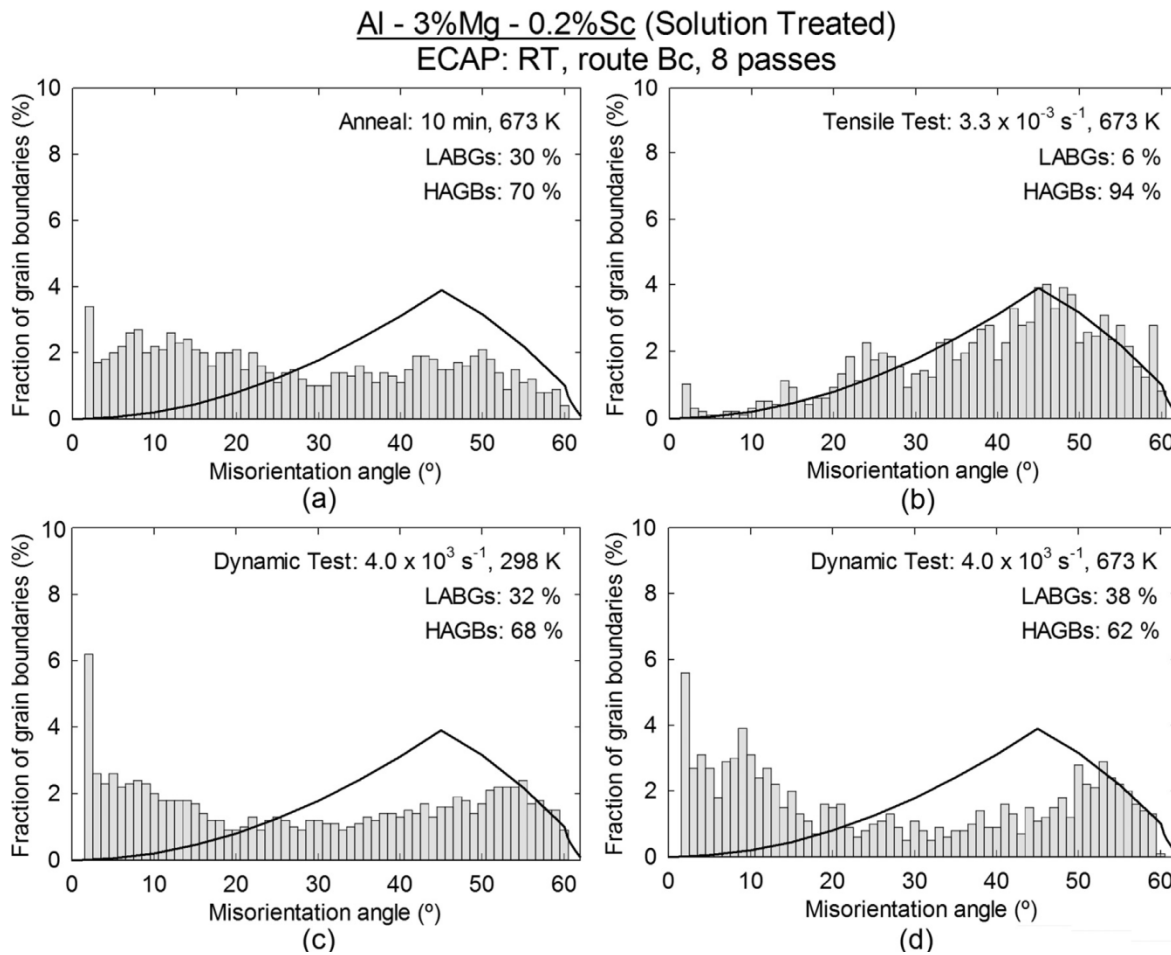 Al - 3%Mg - 0.2%Sc (Solution Treated)
ECAP: RT, route Bc, 8 passes
10
8
6
4
2
0
Fraction of grain boundaries (%)
Anneal: 10 min, 673 K
LABGs: 30 %
HAGBs: 70 %
0 10 20 30 40 50 60
Misorientation angle (º)
(a)
10
8
6
4
2
0
Fraction of grain boundaries (%)
Tensile Test: 3.3 x 10⁻³ s⁻¹, 673 K
LABGs: 6 %
HAGBs: 94 %
0 10 20 30 40 50 60
Misorientation angle (º)
(b)
10
8
6
4
2
0
Fraction of grain boundaries (%)
Dynamic Test: 4.0 x 10³ s⁻¹, 298 K
LABGs: 32 %
HAGBs: 68 %
0 10 20 30 40 50 60
Misorientation angle (º)
(c)
10
8
6
4
2
0
Fraction of grain boundaries (%)
Dynamic Test: 4.0 x 10³ s⁻¹, 673 K
LABGs: 38 %
HAGBs: 62 %
0 10 20 30 40 50 60
Misorientation angle (º)
(d)